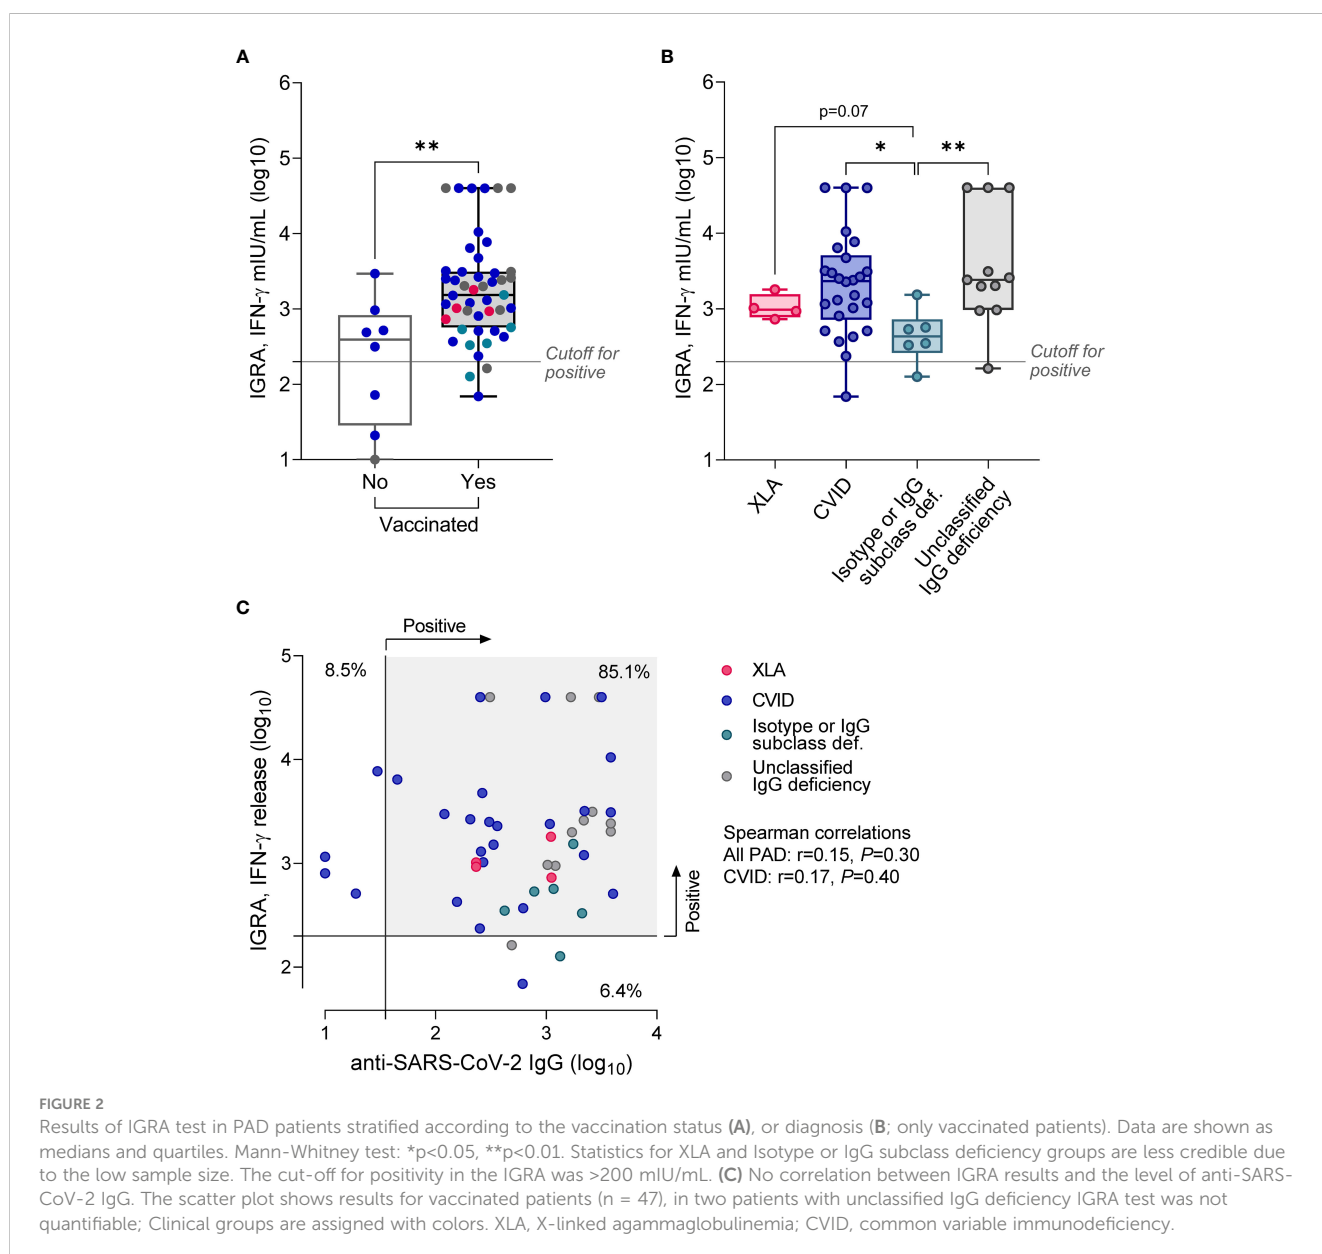 A
6
5
4
3
2
1
IGRA, IFN-γ mIU/mL (log10)
**
Cutoff for
positive
No
Yes
Vaccinated
B
6
5
4
3
2
1
IGRA, IFN-γ mIU/mL (log10)
p=0.07
*
**
Cutoff for
positive
XLA
CVID
Isotype or IgG
subclass def.
Unclassified
IgG deficiency
C
Positive
8.5%
85.1%
6.4%
5
4
3
2
IGRA, IFN-γ release (log10)
Positive
1
2
3
4
anti-SARS-CoV-2 IgG (log10)
XLA
CVID
Isotype or IgG
subclass def.
Unclassified
IgG deficiency
Spearman correlations
All PAD: r=0.15, P=0.30
CVID: r=0.17, P=0.40
FIGURE 2
Results of IGRA test in PAD patients stratified according to the vaccination status (A), or diagnosis (B; only vaccinated patients). Data are shown as
medians and quartiles. Mann-Whitney test: *p<0.05, **p<0.01. Statistics for XLA and Isotype or IgG subclass deficiency groups are less credible due
to the low sample size. The cut-off for positivity in the IGRA was >200 mIU/mL. (C) No correlation between IGRA results and the level of anti-SARS-
CoV-2 IgG. The scatter plot shows results for vaccinated patients (n = 47), in two patients with unclassified IgG deficiency IGRA test was not
quantifiable; Clinical groups are assigned with colors. XLA, X-linked agammaglobulinemia; CVID, common variable immunodeficiency.